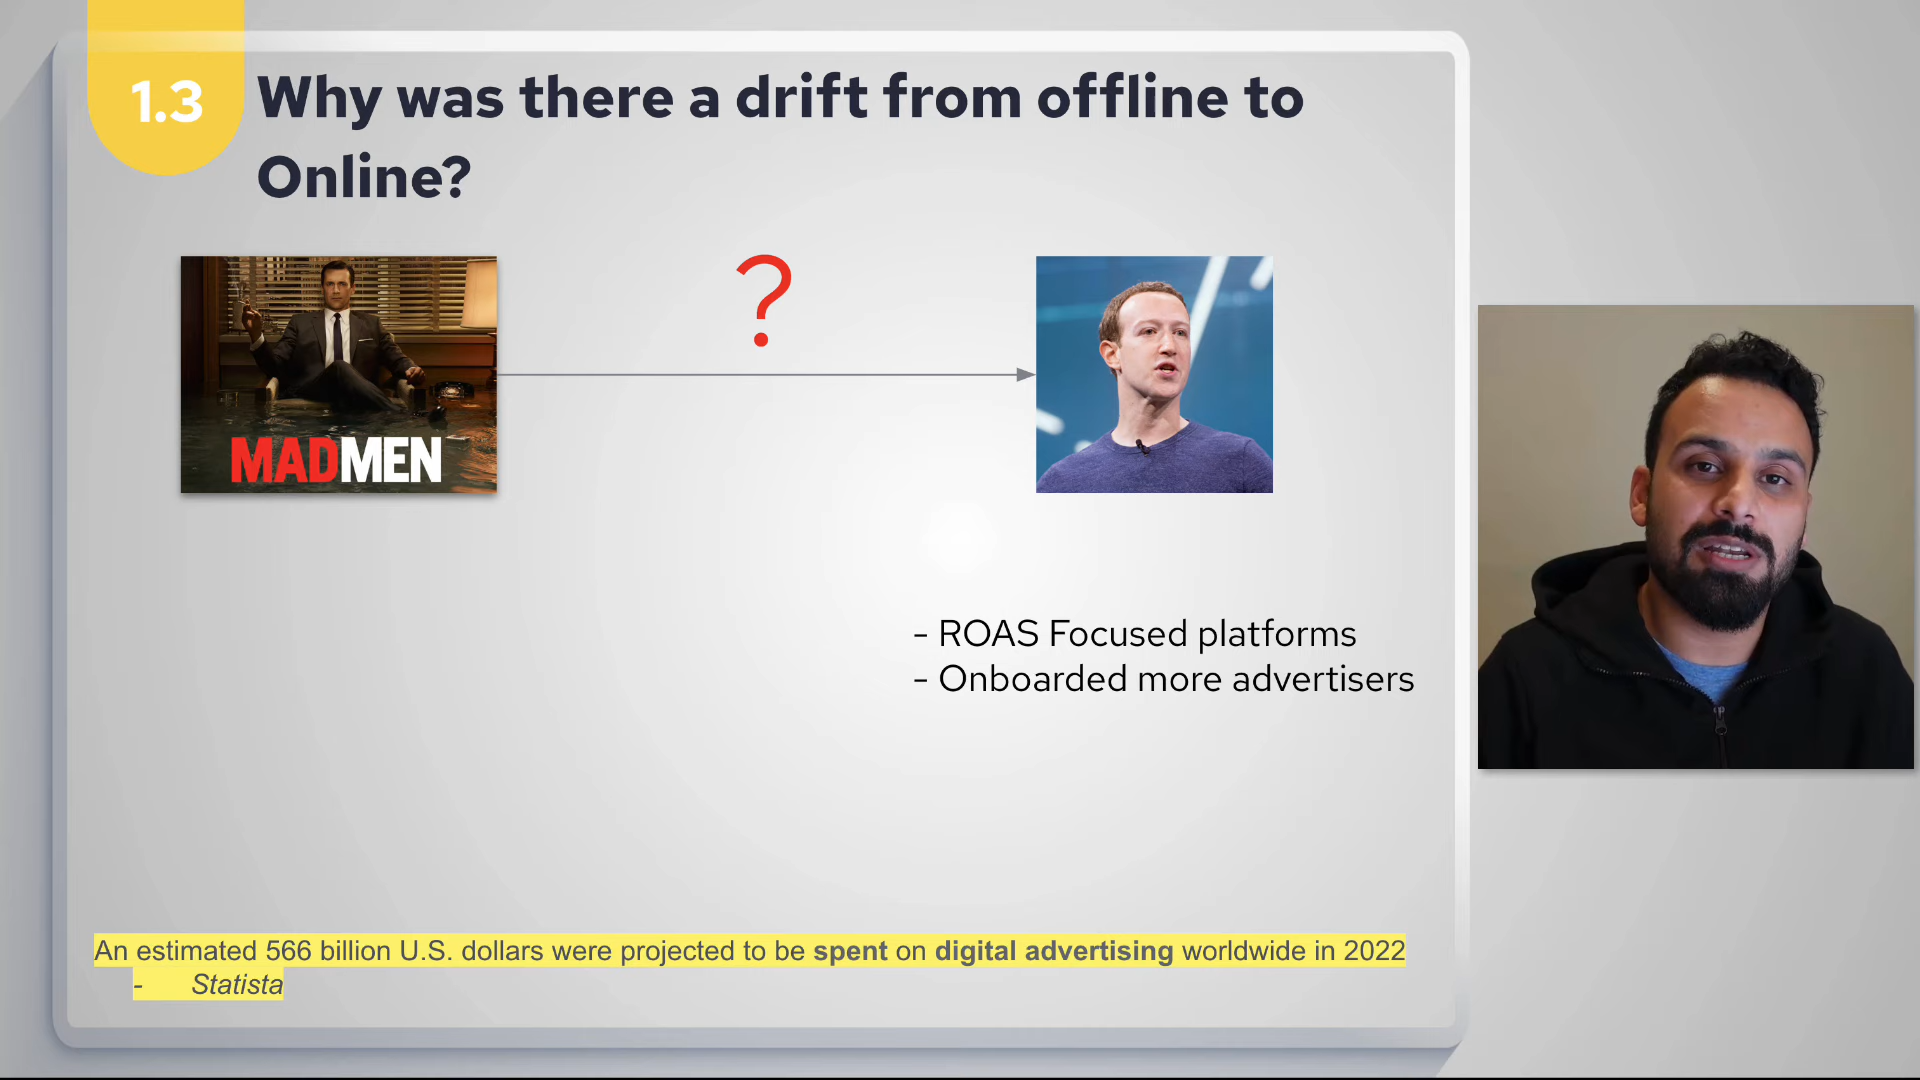 1.3
Why was there a drift from offline to
Online?
?
MADMEN
- ROAS Focused platforms
- Onboarded more advertisers
An estimated 566 billion U.S. dollars were projected to be spent on digital advertising worldwide in 2022
- Statista